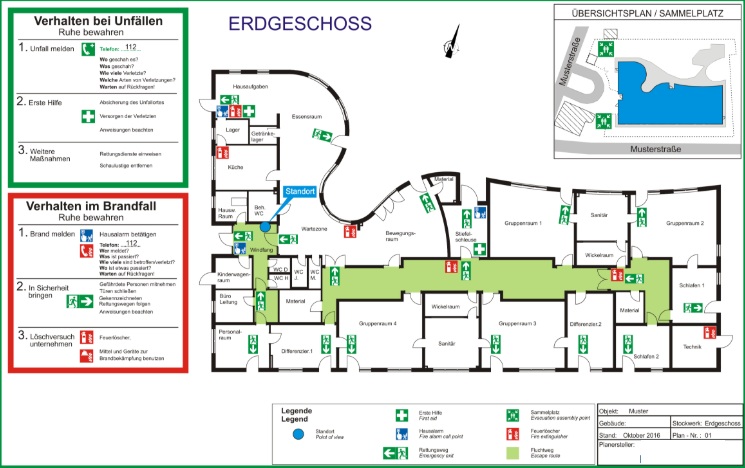 Verhalten bei Unfällen
Ruhe bewahren
1. Unfall melden
Telefon: 112
Wo geschah es?
Was geschah?
Wie viele Verletzte?
Welche Arten von Verletzungen?
Warten auf Rückfragen!
2. Erste Hilfe
Absicherung des Unfallortes
Versorgen der Verletzten
Anweisungen beachten
3. Weitere
Maßnahmen
Rettungsdienste einweisen
Schaulustige entfernen
Verhalten im Brandfall
Ruhe bewahren
1. Brand melden
Hausalarm betätigen
Telefon: 112
Wer meldet?
Was ist passiert?
Wie viele sind betroffen/verletzt?
Wo ist etwas passiert?
Warten auf Rückfragen!
2. In Sicherheit
bringen
Gefährdete Personen mitnehmen
Türen schließen
Gekennzeichneten
Rettungswegen folgen
Anweisungen beachten
3. Löschversuch
unternehmen
Feuerlöscher,
Mittel und Geräte zur
Brandbekämpfung benutzen
ERDGESCHOSS
ÜBERSICHTSPLAN / SAMMELPLATZ
Musterstraße
Musterstraße
Hausaufgaben
Essensraum
Lager
Getränke-
lager
Küche
Hausw.
Raum
Beh.
WC
Standort
Windfang
Wartezone
Bewegungs-
raum
Material
Stiefel-
schleuse
Gruppenraum 1
Sanitär
Wickelraum
Gruppenraum 2
Kinderwagen-
raum
WC D
WC H
WC
J.
WC
M.
Büro
Leitung
Material
Personal-
raum
Differenzier.1
Gruppenraum 4
Wickelraum
Sanitär
Gruppenraum 3
Differenzier.2
Material
Schlafen 1
Schlafen 2
Technik
Legende
Legend
Standort
Point of view
Erste Hilfe
First aid
Hausalarm
Fire alarm call point
Rettungsweg
Emergency exit
Sammelplatz
Evacuation assembly point
Feuerlöscher
Fire extinguisher
Fluchtweg
Escape route
Objekt: Muster
Gebäude:
Stockwerk: Erdgeschoss
Stand: Oktober 2016
Plan - Nr. : 01
Planersteller: